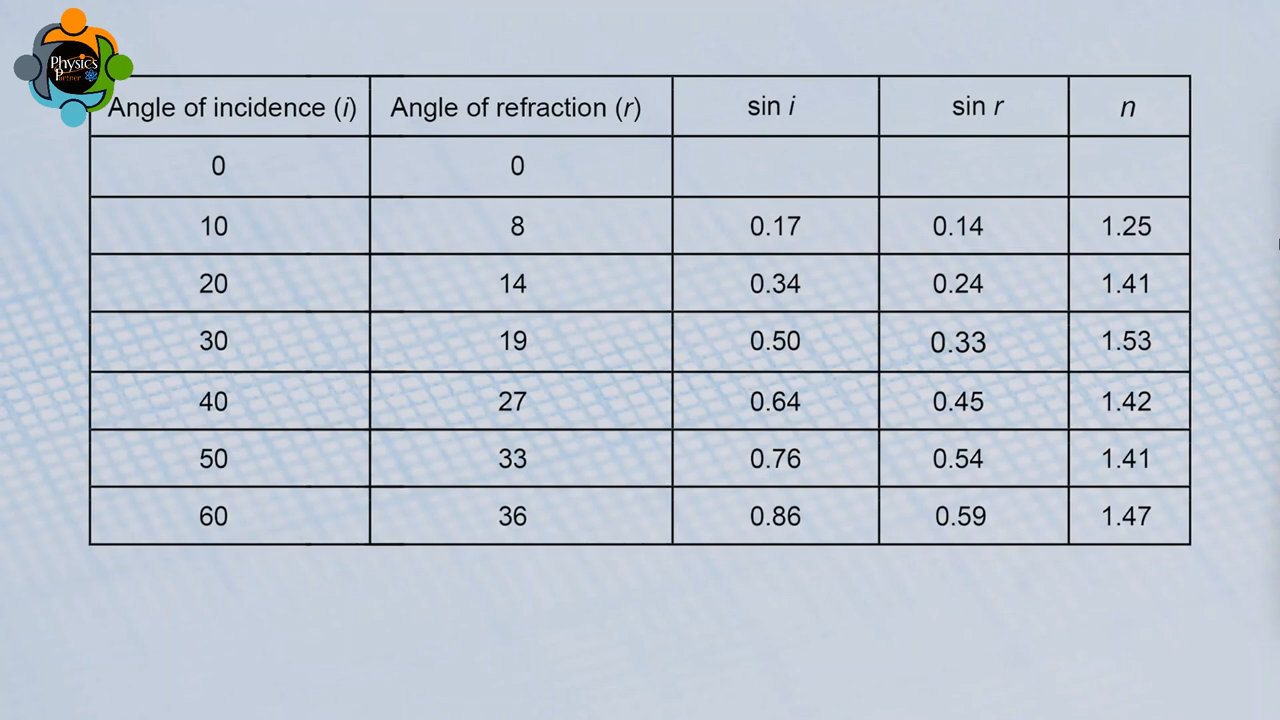 Physics
Partner
Angle of incidence (i) Angle of refraction (r) sin i sin r n
0 0
10 8 0.17 0.14 1.25
20 14 0.34 0.24 1.41
30 19 0.50 0.33 1.53
40 27 0.64 0.45 1.42
50 33 0.76 0.54 1.41
60 36 0.86 0.59 1.47